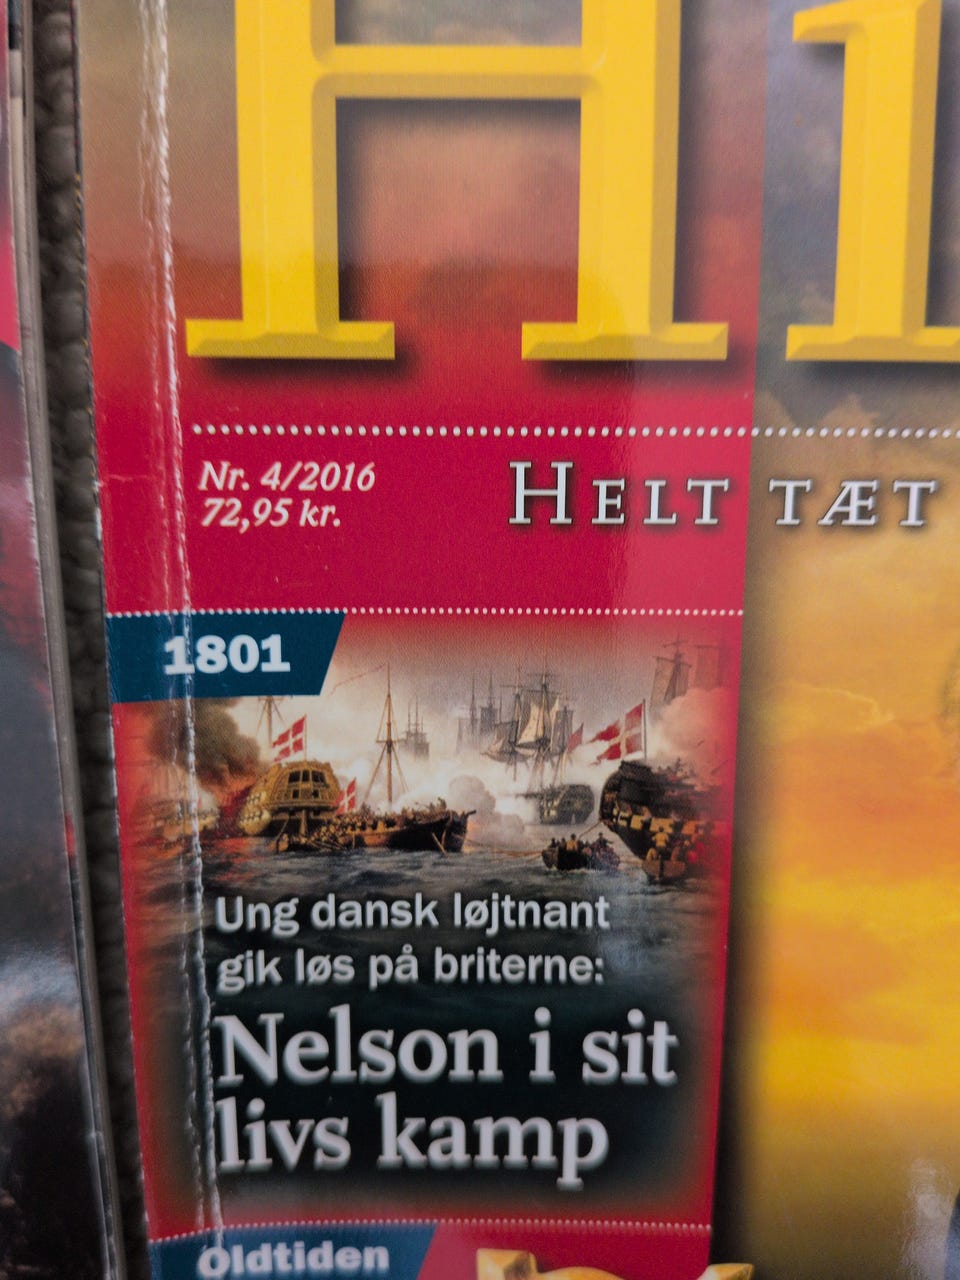 Hi
Nr. 4/2016
72,95 kr.
HELT TÆT
1801
Ung dansk løjtnant
gik løs på briterne:
Nelson i sit
livs kamp
Oldtiden